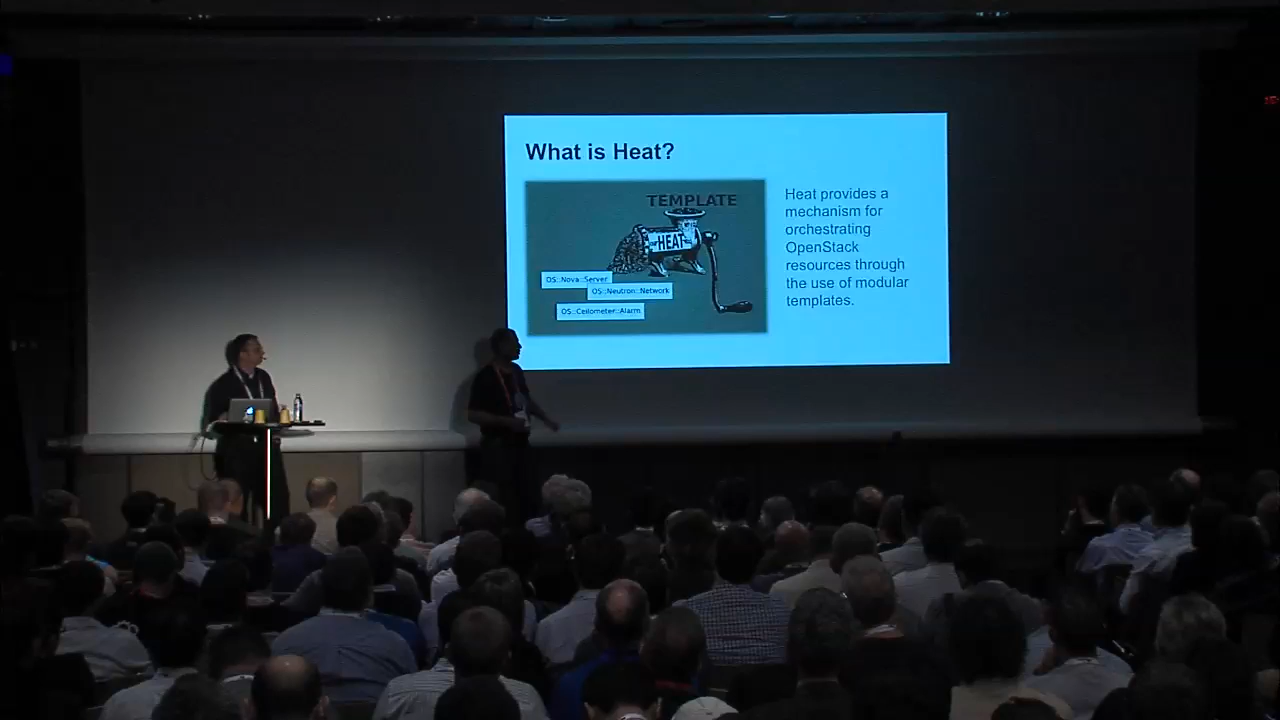 What is Heat?
TEMPLATE
HEAT
OS::Nova::Server
OS::Neutron::Network
OS::Ceilometer::Alarm
Heat provides a
mechanism for
orchestrating
OpenStack
resources through
the use of modular
templates.